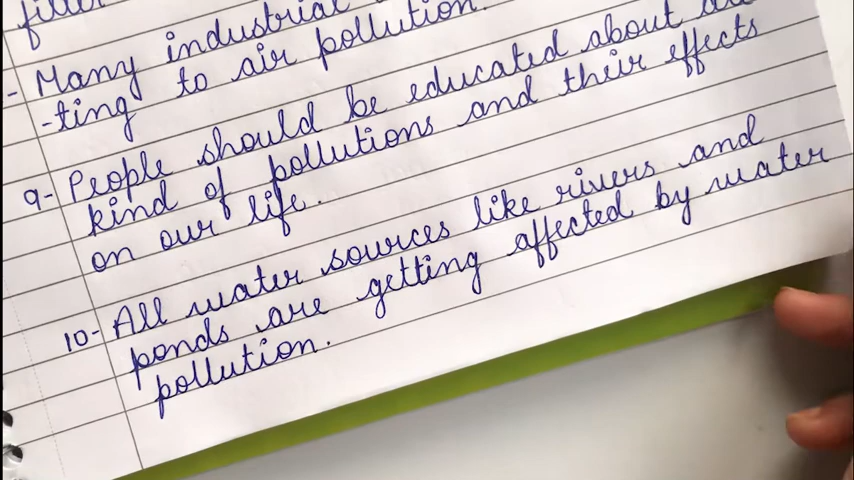 - Many industrial
-ting to air pollution.
9- People should be educated about
kind of pollutions and their effects
on our life.
10- All water sources like rivers and
ponds are getting affected by water
pollution.